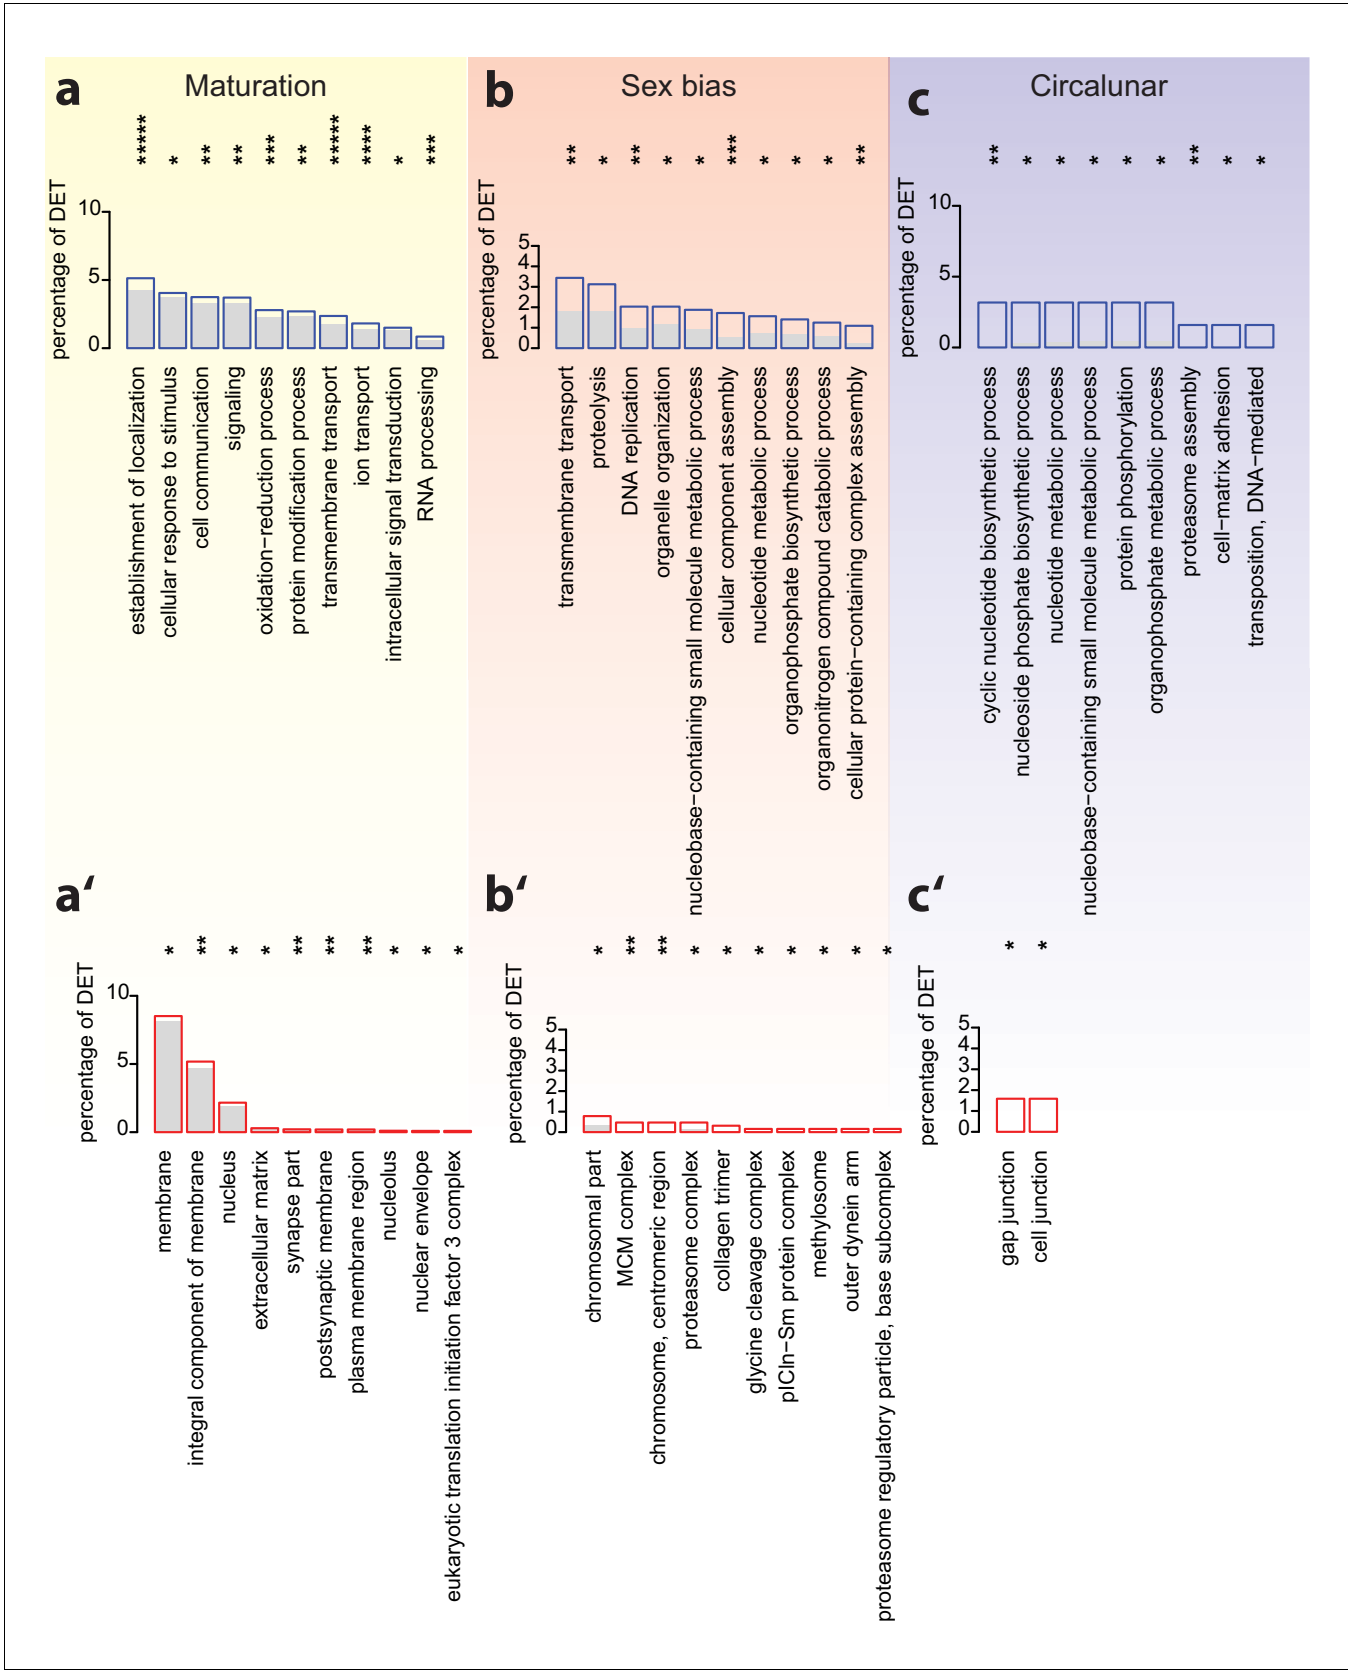 a
Maturation
***** * ** ** *** ** ***** **** * ***
percentage of DET
10
5
0
establishment of localization
cellular response to stimulus
cell communication
signaling
oxidation−reduction process
protein modification process
transmembrane transport
ion transport
intracellular signal transduction
RNA processing
b
Sex bias
** * ** * * *** * * * **
percentage of DET
5
4
3
2
1
0
transmembrane transport
proteolysis
DNA replication
organelle organization
nucleobase−containing small molecule metabolic process
cellular component assembly
nucleotide metabolic process
organophosphate biosynthetic process
organonitrogen compound catabolic process
cellular protein−containing complex assembly
c
Circalunar
** * * * * * ** * *
percentage of DET
10
5
0
cyclic nucleotide biosynthetic process
nucleoside phosphate biosynthetic process
nucleotide metabolic process
nucleobase−containing small molecule metabolic process
protein phosphorylation
organophosphate metabolic process
proteasome assembly
cell−matrix adhesion
transposition, DNA−mediated
a‘
* ** * * ** ** ** * * *
percentage of DET
10
5
0
membrane
integral component of membrane
nucleus
extracellular matrix
synapse part
postsynaptic membrane
plasma membrane region
nucleolus
nuclear envelope
eukaryotic translation initiation factor 3 complex
b‘
* ** ** * * * * * * *
percentage of DET
5
4
3
2
1
0
chromosomal part
MCM complex
chromosome, centromeric region
proteasome complex
collagen trimer
glycine cleavage complex
pICln−Sm protein complex
methylosome
outer dynein arm
proteasome regulatory particle, base subcomplex
c‘
* *
percentage of DET
5
4
3
2
1
0
gap junction
cell junction